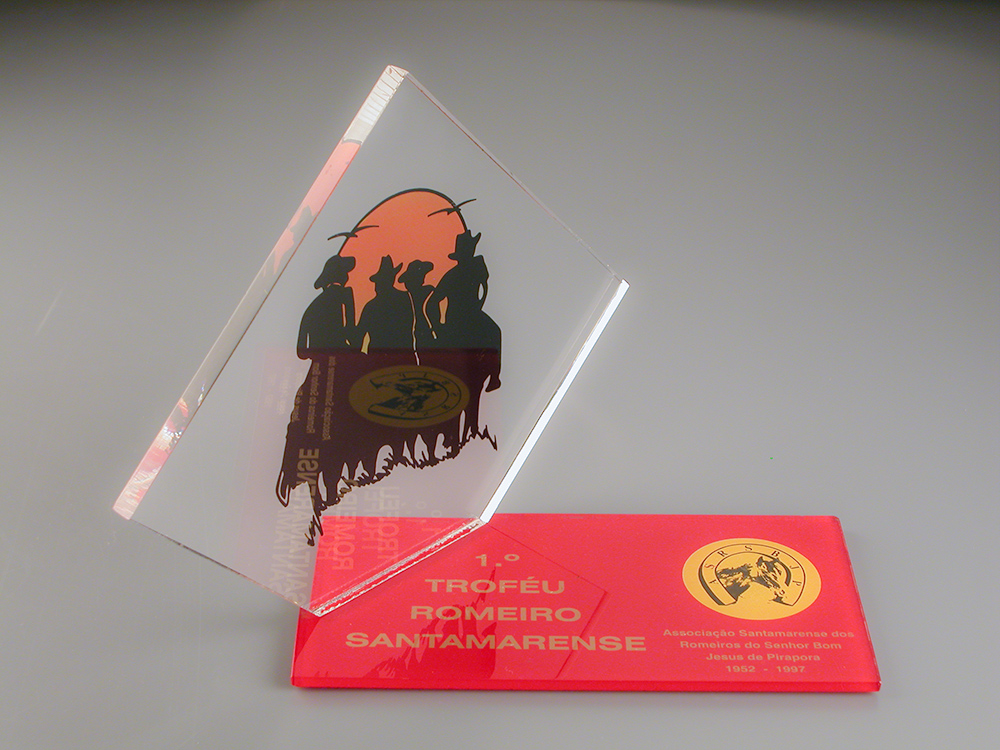 1.º
TROFÉU
ROMEIRO
SANTAMARENSE
A S R S B J P
Associação Santamarense dos
Romeiros do Senhor Bom
Jesus de Pirapora
1952 - 1997